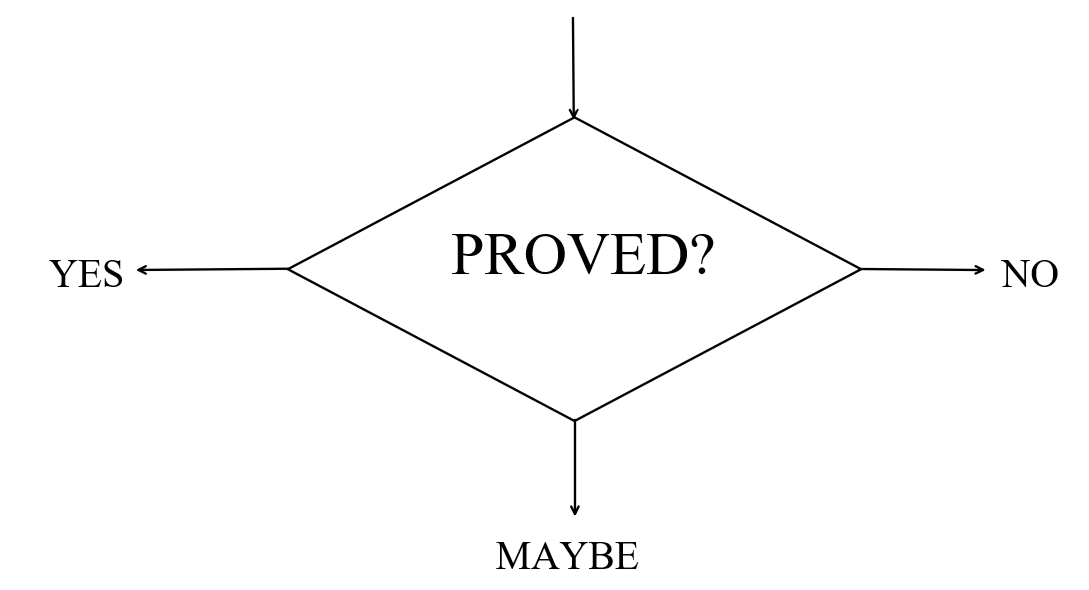 PROVED?
YES
NO
MAYBE